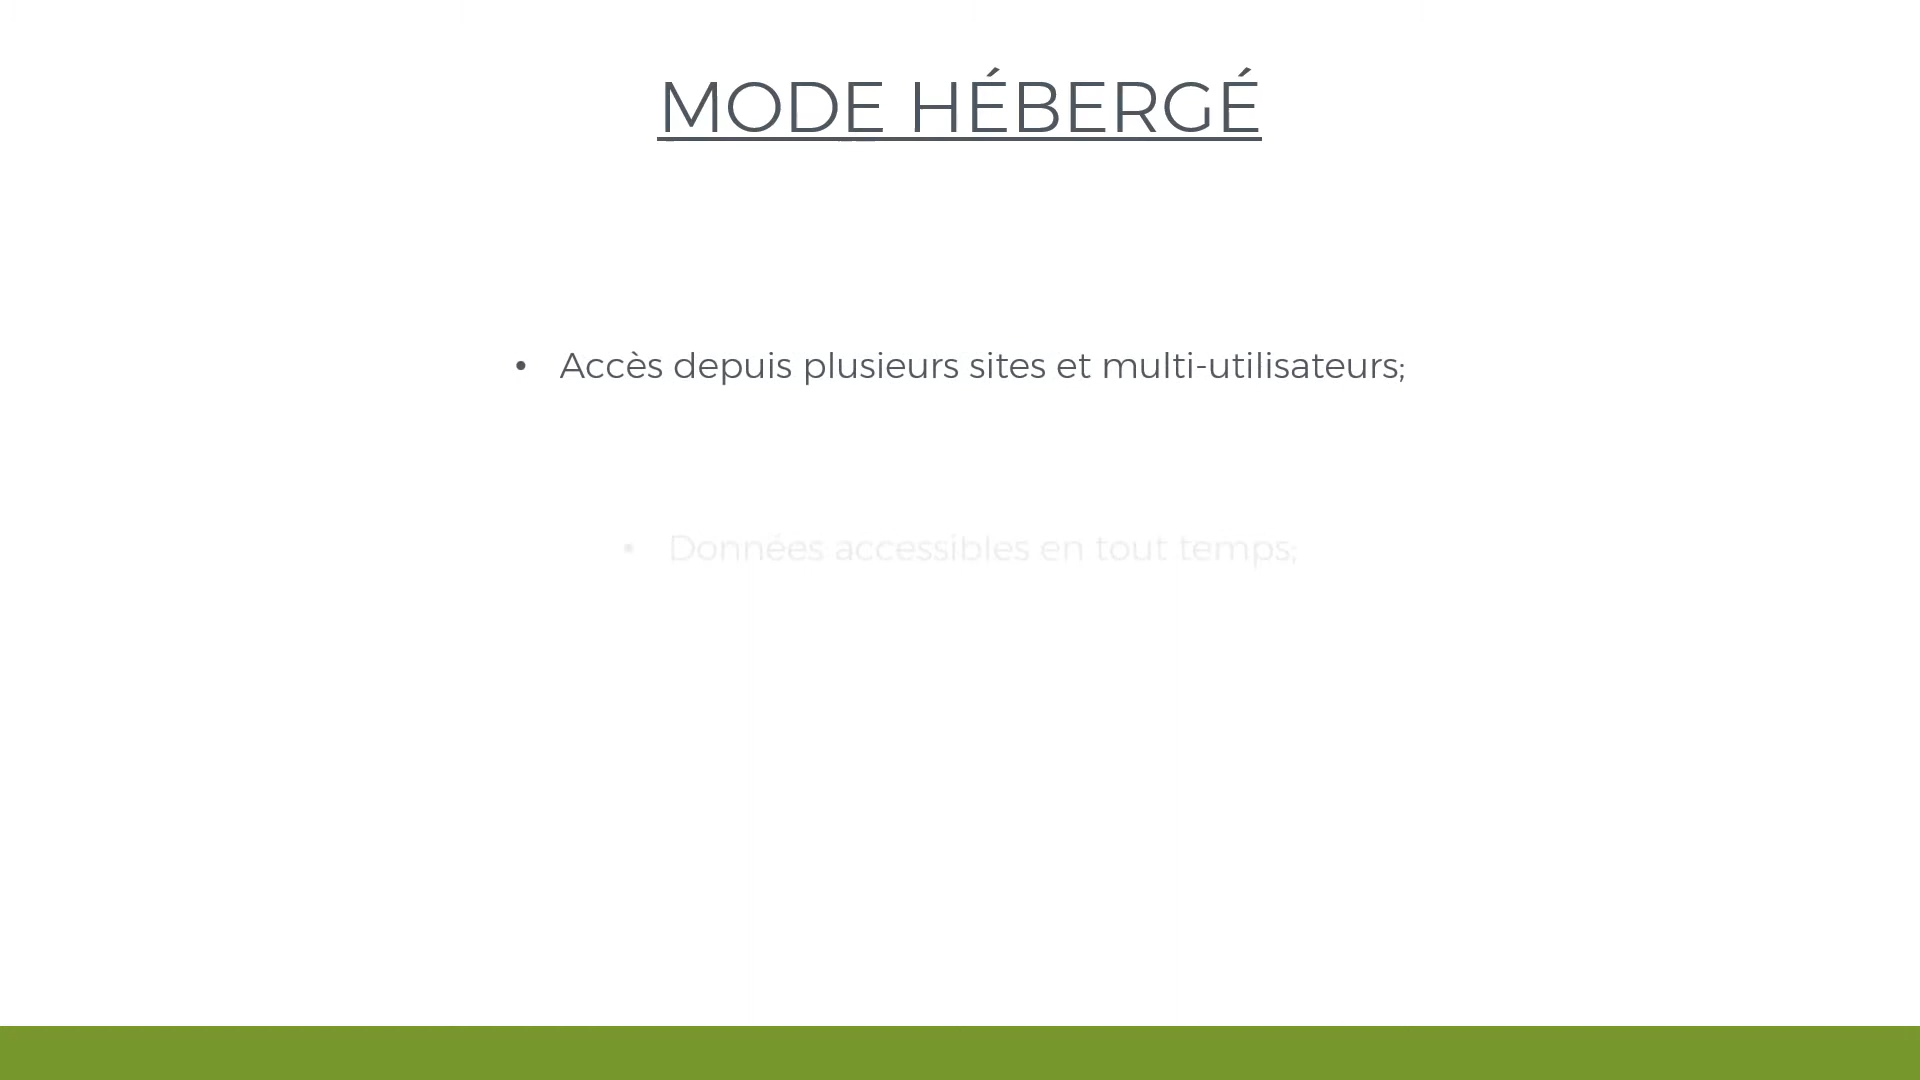 MODE HÉBERGÉ
• Accès depuis plusieurs sites et multi-utilisateurs;
• Données accessibles en tout temps;